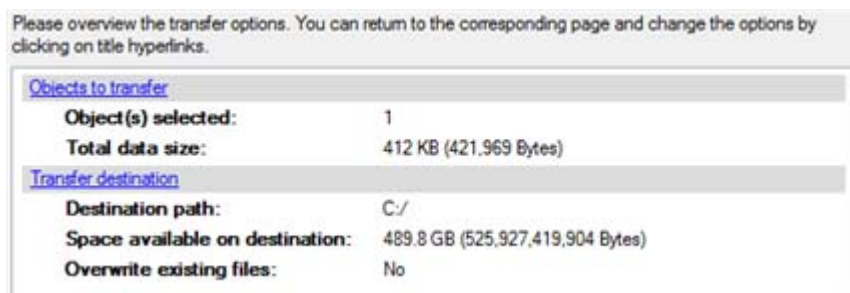 Please overview the transfer options. You can return to the corresponding page and change the options by
clicking on title hyperlinks.
Objects to transfer
Object(s) selected: 1
Total data size: 412 KB (421,969 Bytes)
Transfer destination
Destination path: C:/
Space available on destination: 489.8 GB (525,927,419,904 Bytes)
Overwrite existing files: No